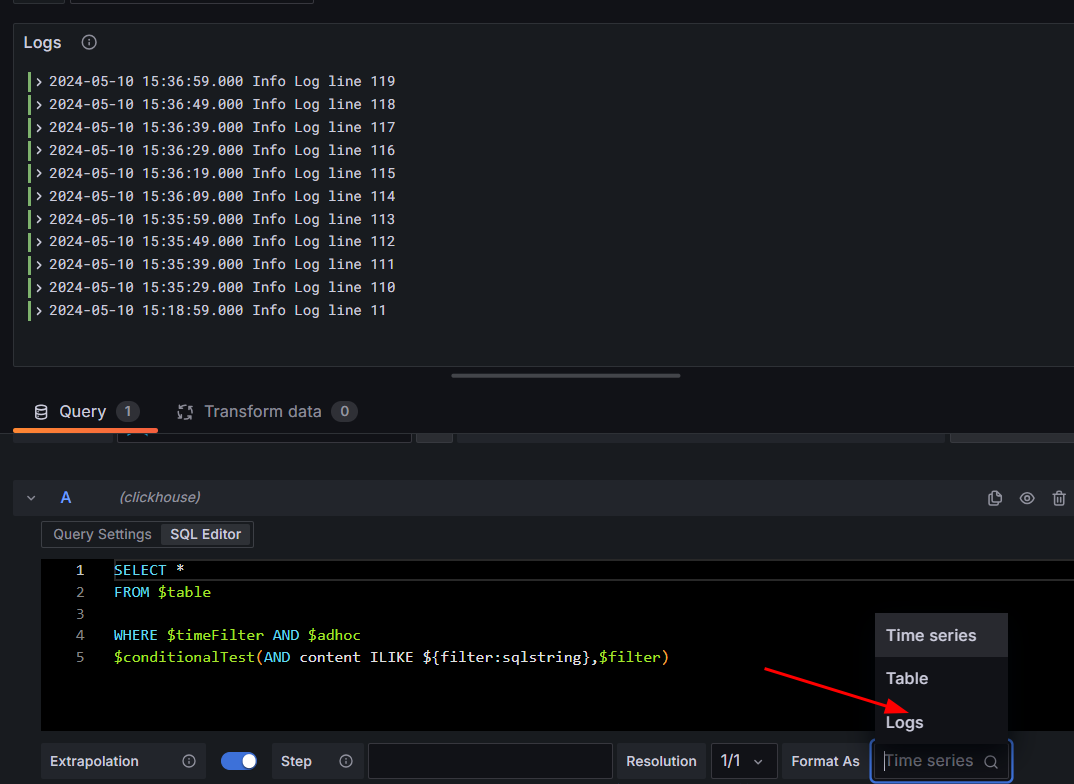 Logs
2024-05-10 15:36:59.000 Info Log line 119
2024-05-10 15:36:49.000 Info Log line 118
2024-05-10 15:36:39.000 Info Log line 117
2024-05-10 15:36:29.000 Info Log line 116
2024-05-10 15:36:19.000 Info Log line 115
2024-05-10 15:36:09.000 Info Log line 114
2024-05-10 15:35:59.000 Info Log line 113
2024-05-10 15:35:49.000 Info Log line 112
2024-05-10 15:35:39.000 Info Log line 111
2024-05-10 15:35:29.000 Info Log line 110
2024-05-10 15:18:59.000 Info Log line 11
Query 1 Transform data 0
A (clickhouse)
Query Settings SQL Editor
1 SELECT *
2 FROM $table
3
4 WHERE $timeFilter AND $adhoc
5 $conditionalTest(AND content ILIKE ${filter:sqlstring},$filter)
Time series
Table
Logs
Extrapolation Step Resolution 1/1 Format As Time series